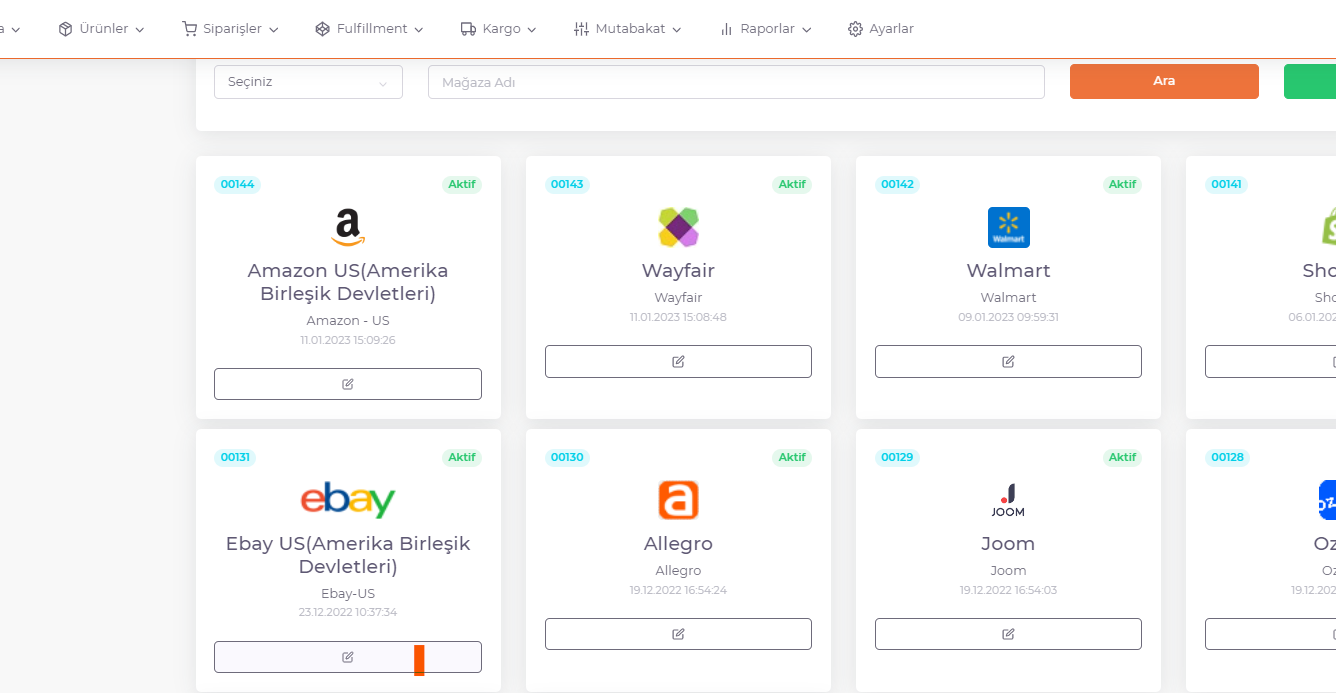 a
Ürünler
Siparişler
Fulfillment
Kargo
Mutabakat
Raporlar
Ayarlar
Seçiniz
Mağaza Adı
Ara
00144
Aktif
a
Amazon US(Amerika
Birleşik Devletleri)
Amazon - US
11.01.2023 15:09:26
00143
Aktif
Wayfair
Wayfair
11.01.2023 15:08:48
00142
Aktif
Walmart
Walmart
Walmart
09.01.2023 09:59:31
00141
Sho
Sho
06.01.202
00131
Aktif
ebay
Ebay US(Amerika Birleşik
Devletleri)
Ebay-US
23.12.2022 10:37:34
00130
Aktif
a
Allegro
Allegro
19.12.2022 16:54:24
00129
Aktif
JOOM
Joom
Joom
19.12.2022 16:54:03
00128
OZ
Oz
Oz
19.12.202